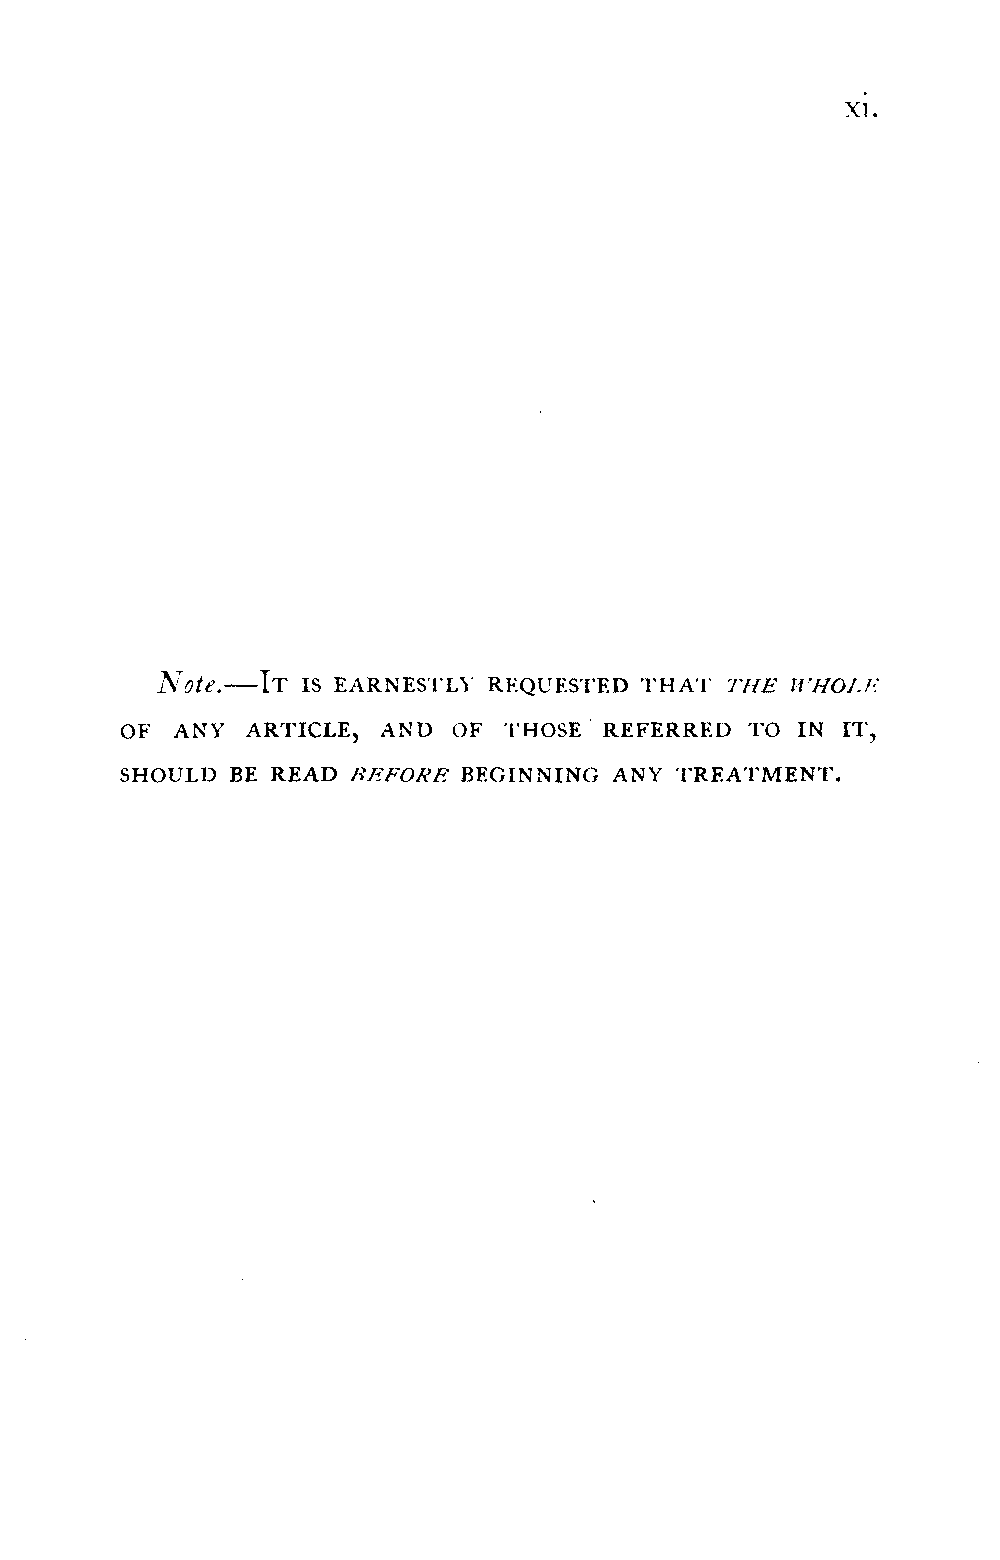 xi.
Note.—IT IS EARNESTLY REQUESTED THAT THE WHOLE
OF ANY ARTICLE, AND OF THOSE REFERRED TO IN IT,
SHOULD BE READ BEFORE BEGINNING ANY TREATMENT.